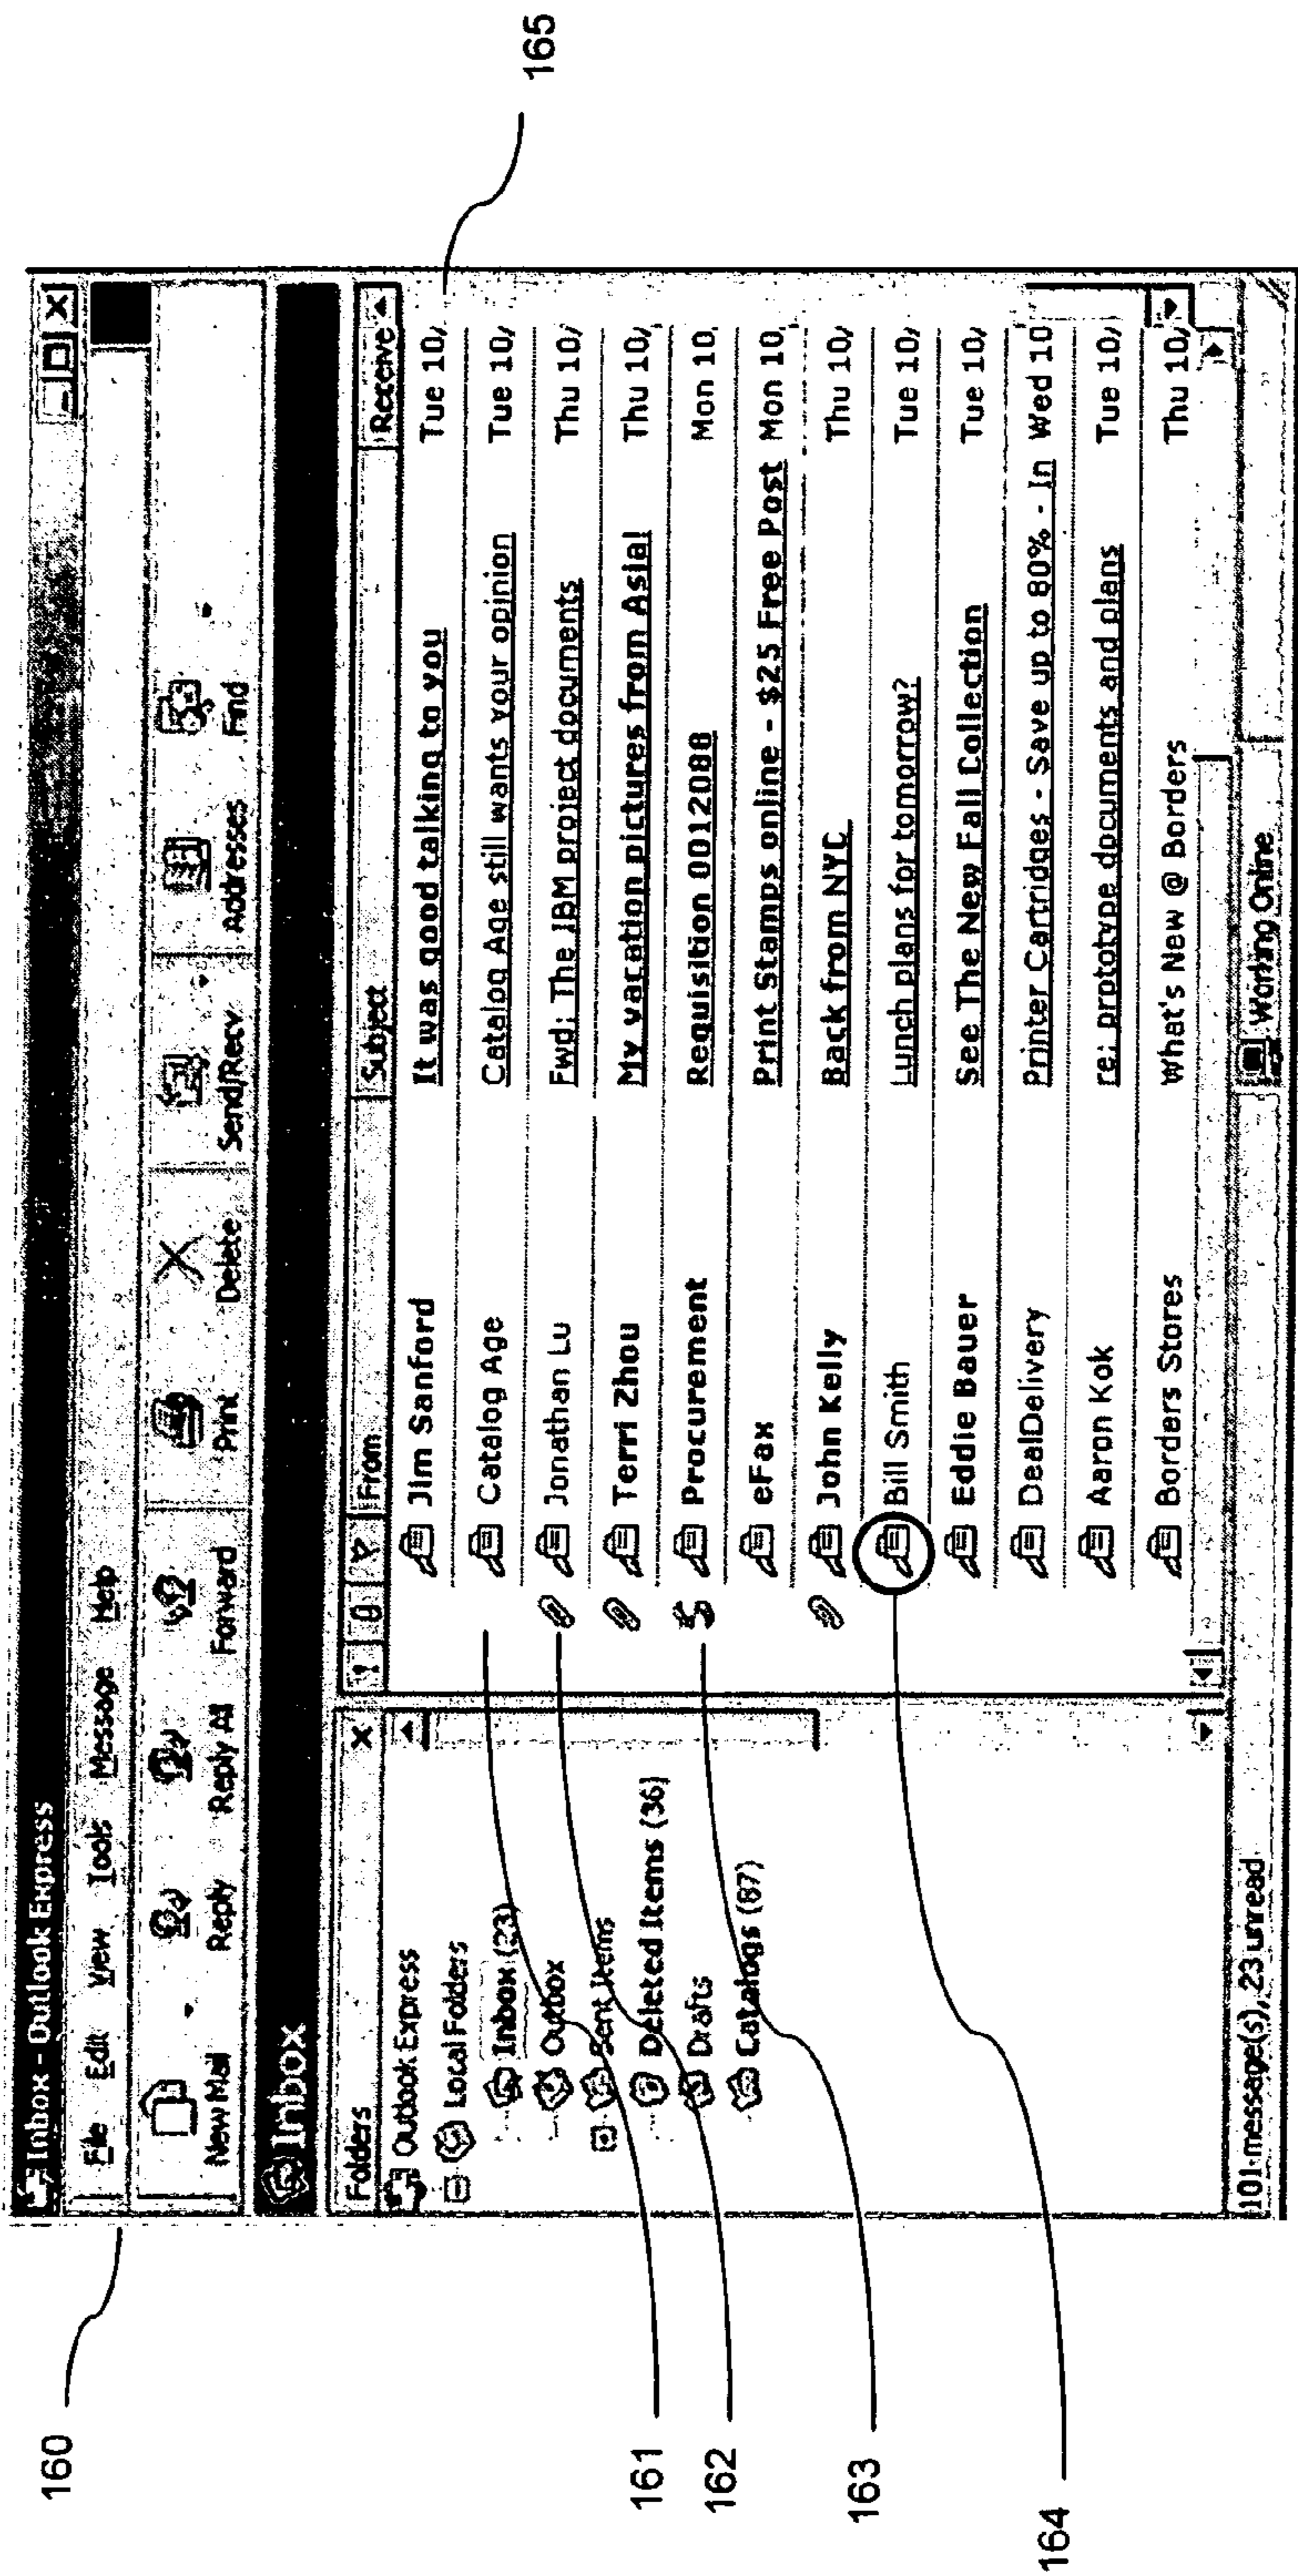 160
Inbox - Outlook Express
File Edit View Tools Message Help
New Mail Reply Reply All Forward Print Delete Send/Recv Addresses Find
Inbox
Folders
Outlook Express
Local Folders
Inbox (23)
Outbox
Sent Items
Deleted Items (36)
Drafts
Catalogs (87)
! From Subject Receive
Jim Sanford It was good talking to you Tue 10/
Catalog Age Catalog Age still wants your opinion Tue 10/
Jonathan Lu Fwd: The IBM project documents Thu 10/
Terri Zhou My vacation pictures from Asia! Thu 10/
Procurement Requisition 0012088 Mon 10
eFax Print Stamps online - $25 Free Post Mon 10
John Kelly Back from NYC Thu 10/
Bill Smith Lunch plans for tomorrow? Tue 10/
Eddie Bauer See The New Fall Collection Tue 10/
DealDelivery Printer Cartridges - Save up to 80% - In Wed 10
Aaron Kok re: prototype documents and plans Tue 10/
Borders Stores What's New @ Borders Thu 10/
101 message(s), 23 unread Working Online
161
162
163
164
165